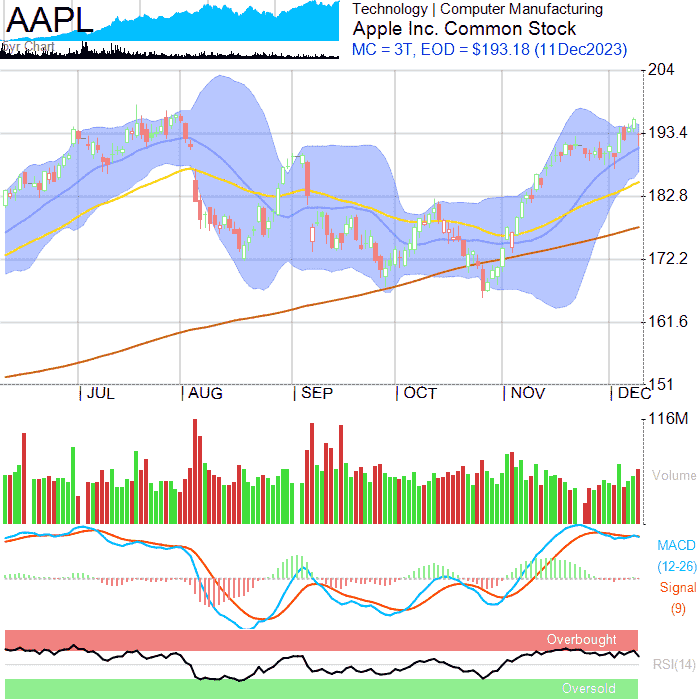 AAPL
5yr Chart
Technology | Computer Manufacturing
Apple Inc. Common Stock
MC = 3T, EOD = $193.18 (11Dec2023)
204
193.4
182.8
172.2
161.6
151
| JUL | AUG | SEP | OCT | NOV | DEC
116M
Volume
MACD
(12-26)
Signal
(9)
Overbought
RSI(14)
Oversold